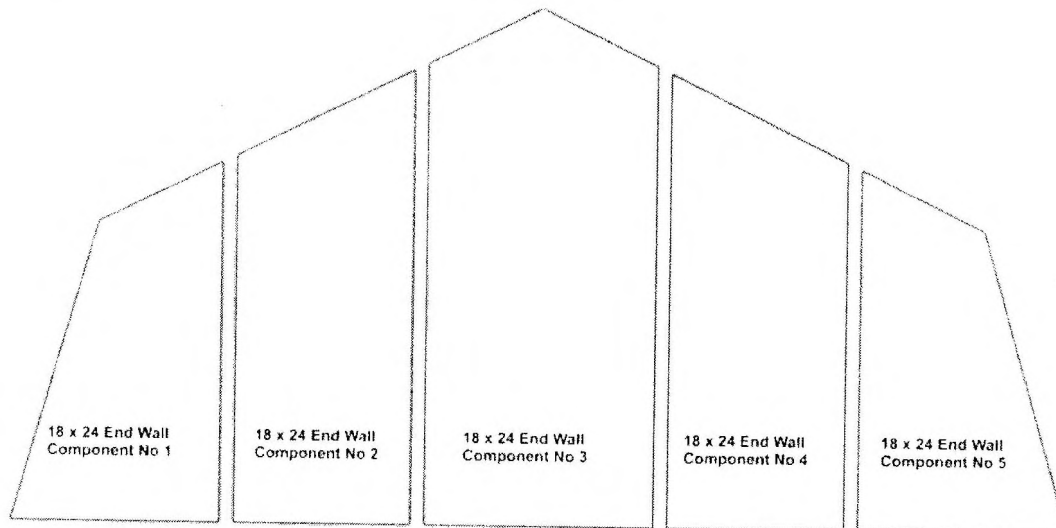 18 x 24 End Wall
Component No 1
18 x 24 End Wall
Component No 2
18 x 24 End Wall
Component No 3
18 x 24 End Wall
Component No 4
18 x 24 End Wall
Component No 5